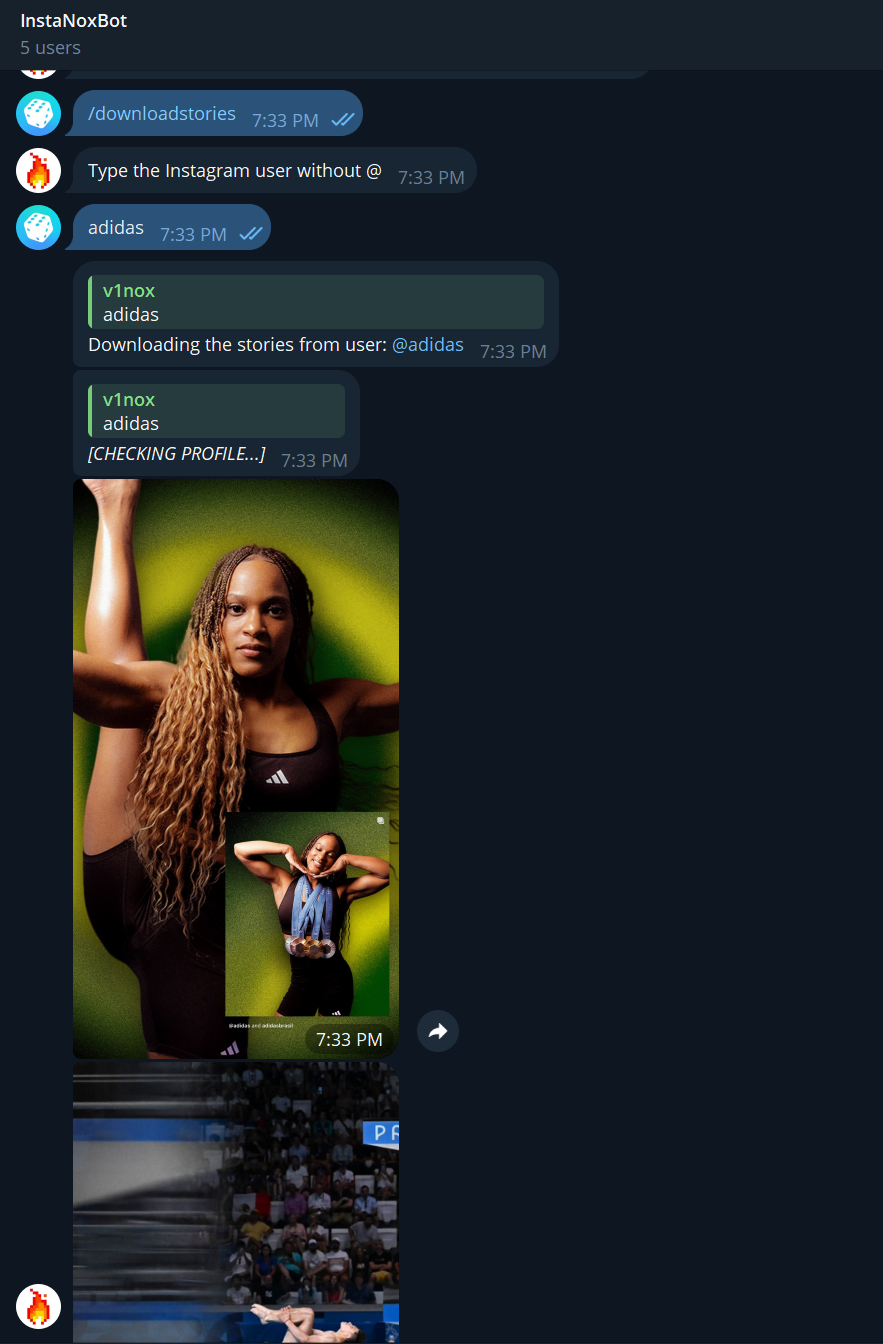 InstaNoxBot
5 users
/downloadstories 7:33 PM
Type the Instagram user without @ 7:33 PM
adidas 7:33 PM
v1nox
adidas
Downloading the stories from user: @adidas 7:33 PM
v1nox
adidas
[CHECKING PROFILE...] 7:33 PM
@adidas and adidasbrasil
7:33 PM
PR